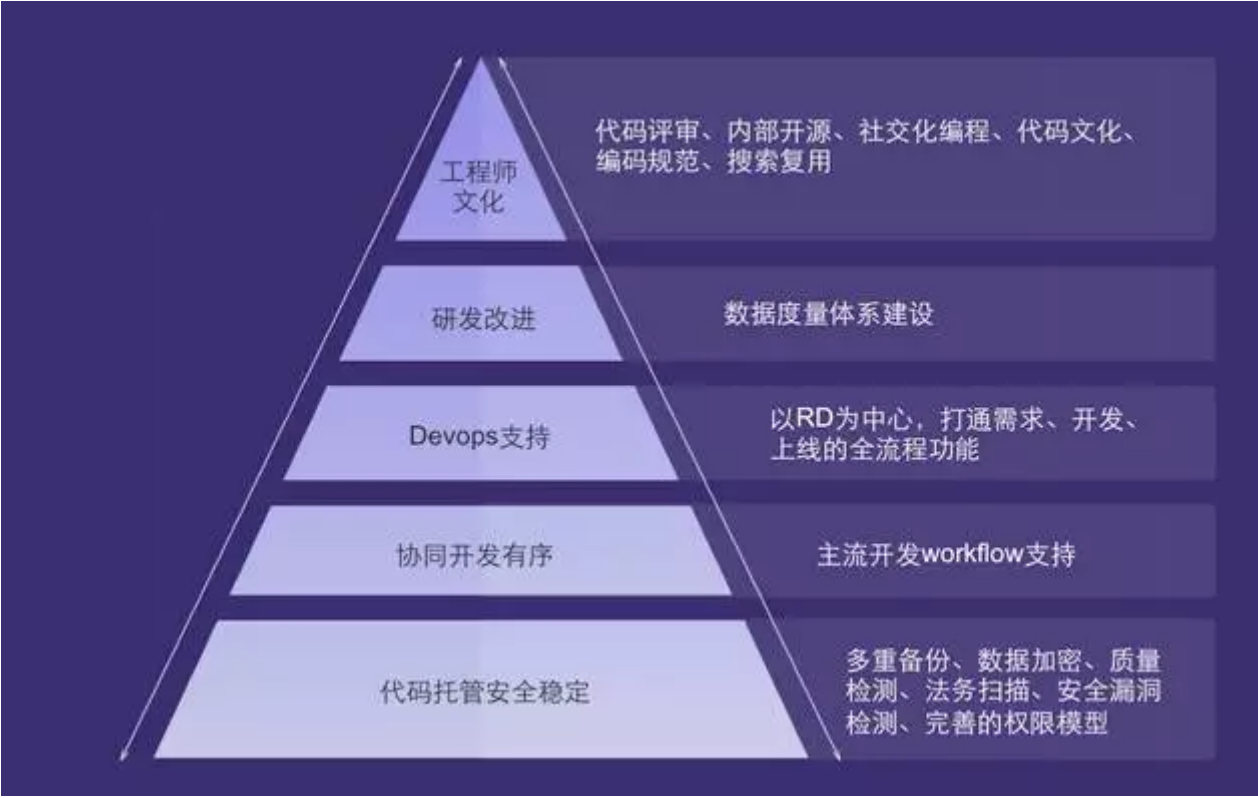 工程师
文化
代码评审、内部开源、社交化编程、代码文化、
编码规范、搜索复用
研发改进
数据度量体系建设
Devops支持
以RD为中心，打通需求、开发、
上线的全流程功能
协同开发有序
主流开发workflow支持
代码托管安全稳定
多重备份、数据加密、质量
检测、法务扫描、安全漏洞
检测、完善的权限模型